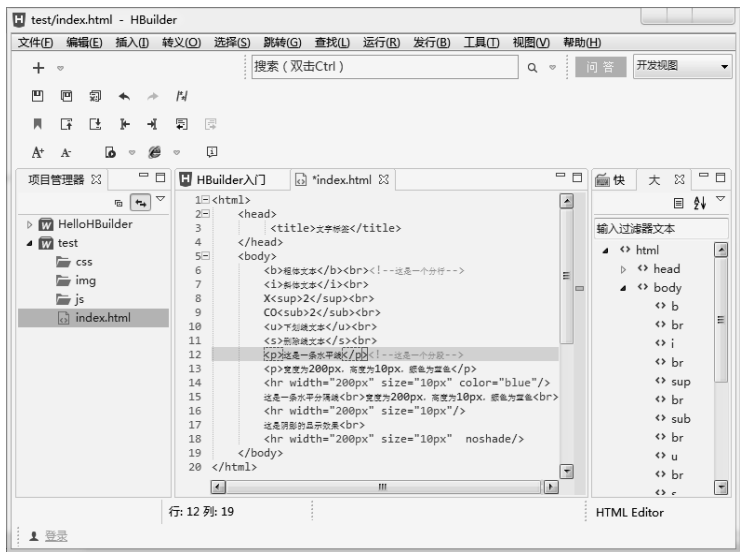 test/index.html - HBuilder
文件(F) 编辑(E) 插入(I) 转义(O) 选择(S) 跳转(G) 查找(L) 运行(R) 发行(B) 工具(T) 视图(V) 帮助(H)
搜索（双击Ctrl） 问答 开发视图
A+ A-
项目管理器 HBuilder入门 *index.html 快 大
HelloHBuilder
test
css
img
js
index.html
1 <html>
2 <head>
3 <title>文字标签</title>
4 </head>
5 <body>
6 <b>粗体文本</b><br><!--这是一个分行-->
7 <i>斜体文本</i><br>
8 X<sup>2</sup><br>
9 CO<sub>2</sub><br>
10 <u>下划线文本</u><br>
11 <s>删除线文本</s><br>
12 <p>这是一条水平线</p><!--这是一个分段-->
13 <p>宽度为200px，高度为10px，颜色为蓝色</p>
14 <hr width="200px" size="10px" color="blue"/>
15 这是一条水平分隔线<br>宽度为200px，高度为10px，颜色为蓝色<br>
16 <hr width="200px" size="10px"/>
17 这是阴影的显示效果<br>
18 <hr width="200px" size="10px" noshade/>
19 </body>
20 </html>
输入过滤器文本
html
head
body
b
br
i
br
sup
br
sub
br
u
br
s
行: 12 列: 19 HTML Editor
登录